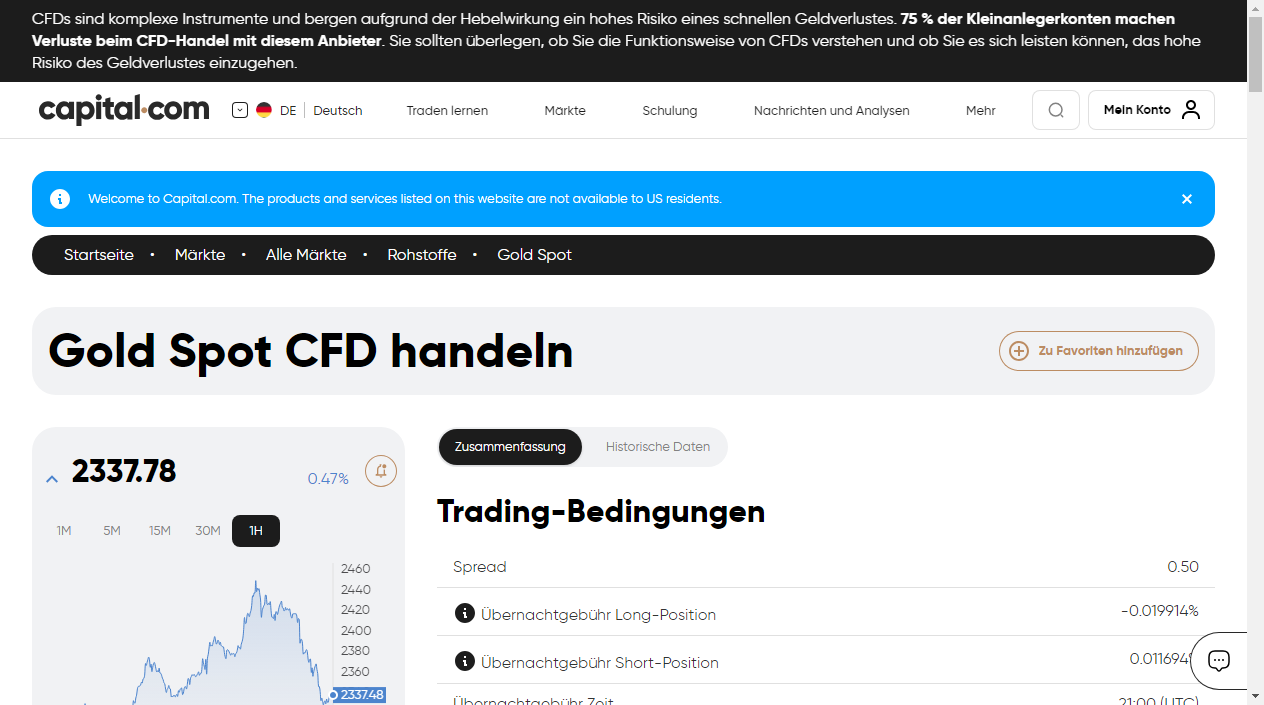 CFDs sind komplexe Instrumente und bergen aufgrund der Hebelwirkung ein hohes Risiko eines schnellen Geldverlustes. 75 % der Kleinanlegerkonten machen
Verluste beim CFD-Handel mit diesem Anbieter. Sie sollten überlegen, ob Sie die Funktionsweise von CFDs verstehen und ob Sie es sich leisten können, das hohe
Risiko des Geldverlustes einzugehen.
capital.com DE Deutsch Traden lernen Märkte Schulung Nachrichten und Analysen Mehr Mein Konto
Welcome to Capital.com. The products and services listed on this website are not available to US residents.
Startseite • Märkte • Alle Märkte • Rohstoffe • Gold Spot
Gold Spot CFD handeln
Zu Favoriten hinzufügen
2337.78 0.47%
1M 5M 15M 30M 1H
2460
2440
2420
2400
2380
2360
2337.48
Zusammenfassung Historische Daten
Trading-Bedingungen
Spread 0.50
Übernachtgebühr Long-Position -0.019914%
Übernachtgebühr Short-Position 0.011694%
Übernachtgebühr Zeit 21:00 (UTC)